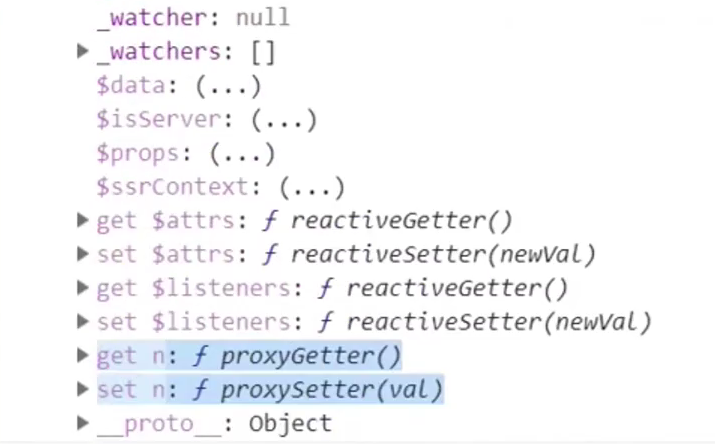 _watcher: null
▶ _watchers: []
$data: (...)
$isServer: (...)
$props: (...)
$ssrContext: (...)
▶ get $attrs: ƒ reactiveGetter()
▶ set $attrs: ƒ reactiveSetter(newVal)
▶ get $listeners: ƒ reactiveGetter()
▶ set $listeners: ƒ reactiveSetter(newVal)
▶ get n: ƒ proxyGetter()
▶ set n: ƒ proxySetter(val)
▶ __proto__: Object